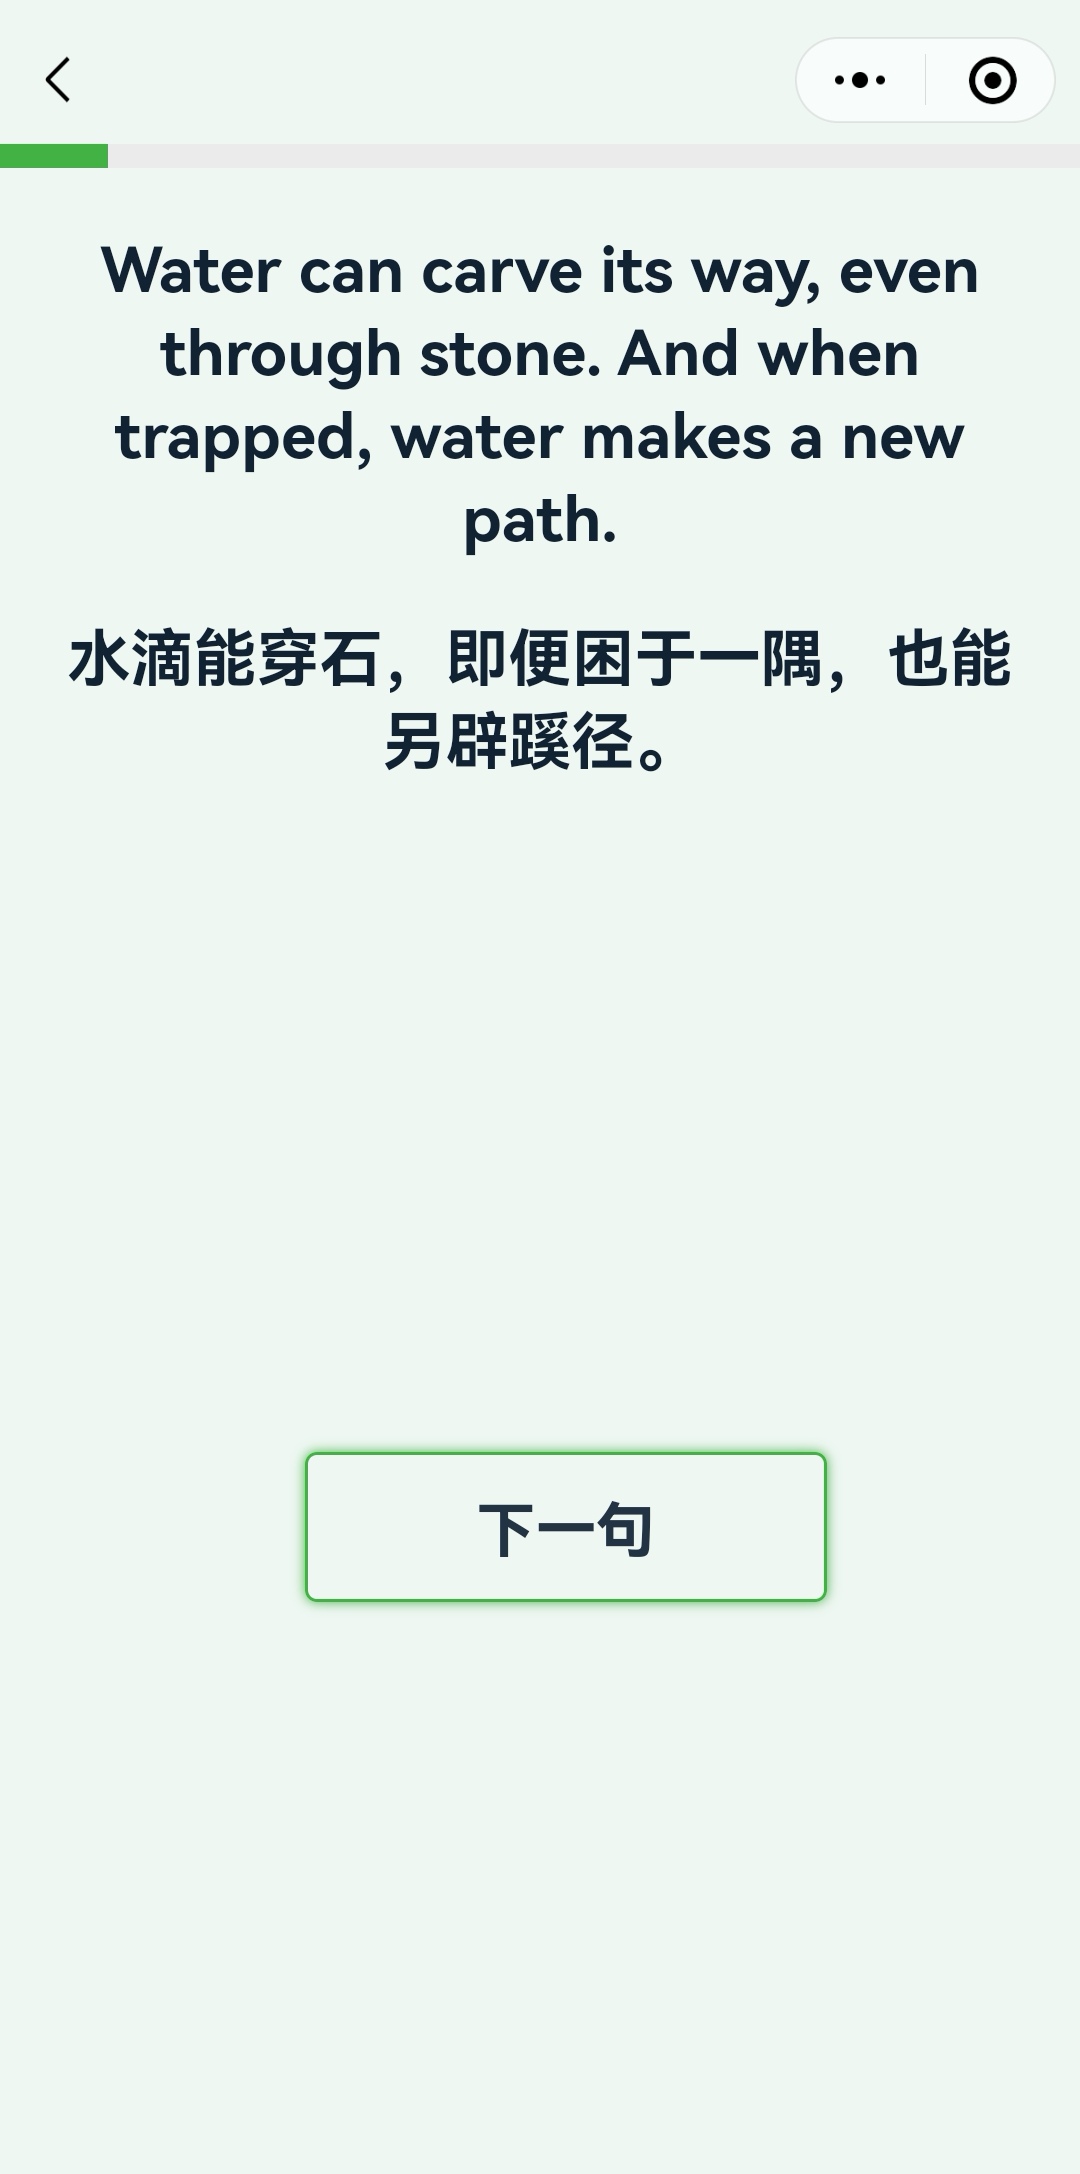 Water can carve its way, even
through stone. And when
trapped, water makes a new
path.
水滴能穿石，即便困于一隅，也能
另辟蹊径。
下一句